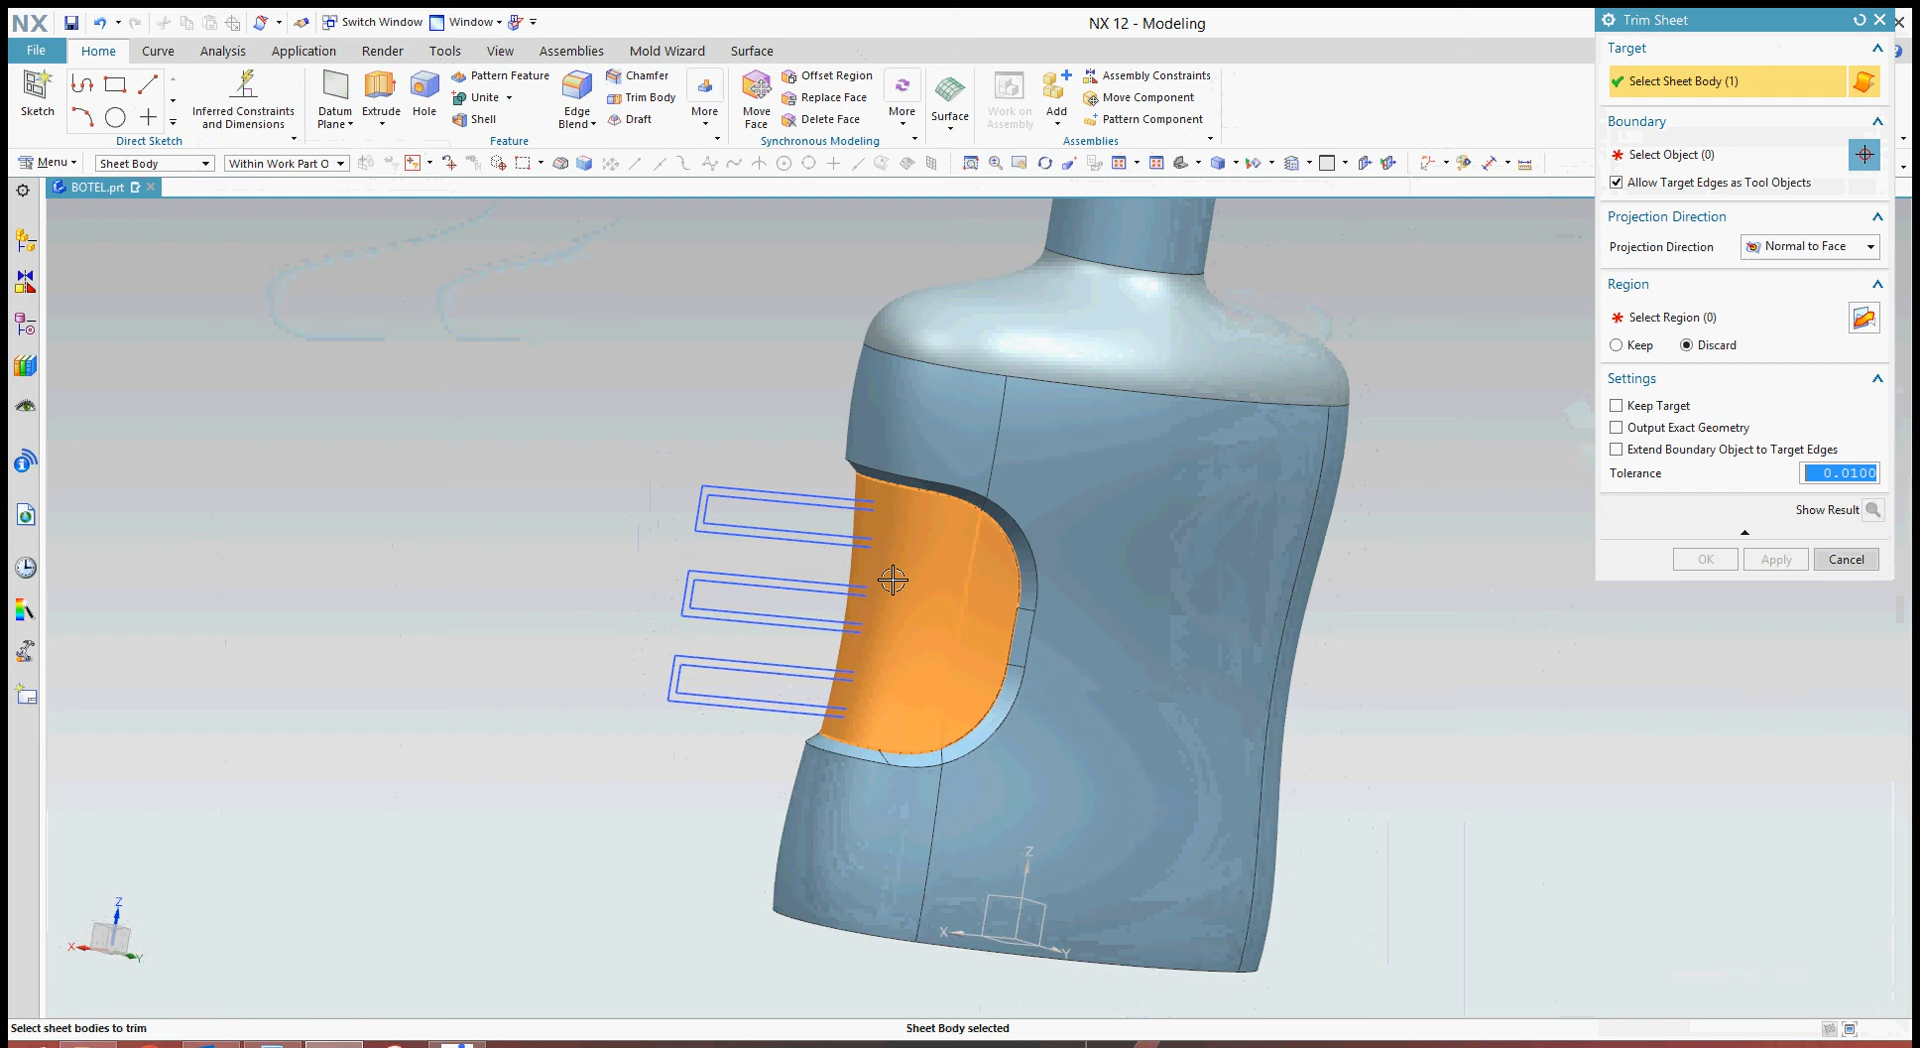 NX
Switch Window
Window
NX 12 - Modeling
File
Home
Curve
Analysis
Application
Render
Tools
View
Assemblies
Mold Wizard
Surface
Sketch
Inferred Constraints
and Dimensions
Direct Sketch
Datum
Plane
Extrude
Hole
Pattern Feature
Unite
Shell
Edge
Blend
Chamfer
Trim Body
Draft
More
Feature
Move
Face
Offset Region
Replace Face
Delete Face
More
Synchronous Modeling
Surface
Work on
Assembly
Add
Assembly Constraints
Move Component
Pattern Component
Assemblies
Menu
Sheet Body
Within Work Part O
BOTEL.prt
Trim Sheet
Target
Select Sheet Body (1)
Boundary
* Select Object (0)
Allow Target Edges as Tool Objects
Projection Direction
Projection Direction
Normal to Face
Region
* Select Region (0)
Keep
Discard
Settings
Keep Target
Output Exact Geometry
Extend Boundary Object to Target Edges
Tolerance
0.0100
Show Result
OK
Apply
Cancel
Z
X
Y
Z
X
Y
Select sheet bodies to trim
Sheet Body selected